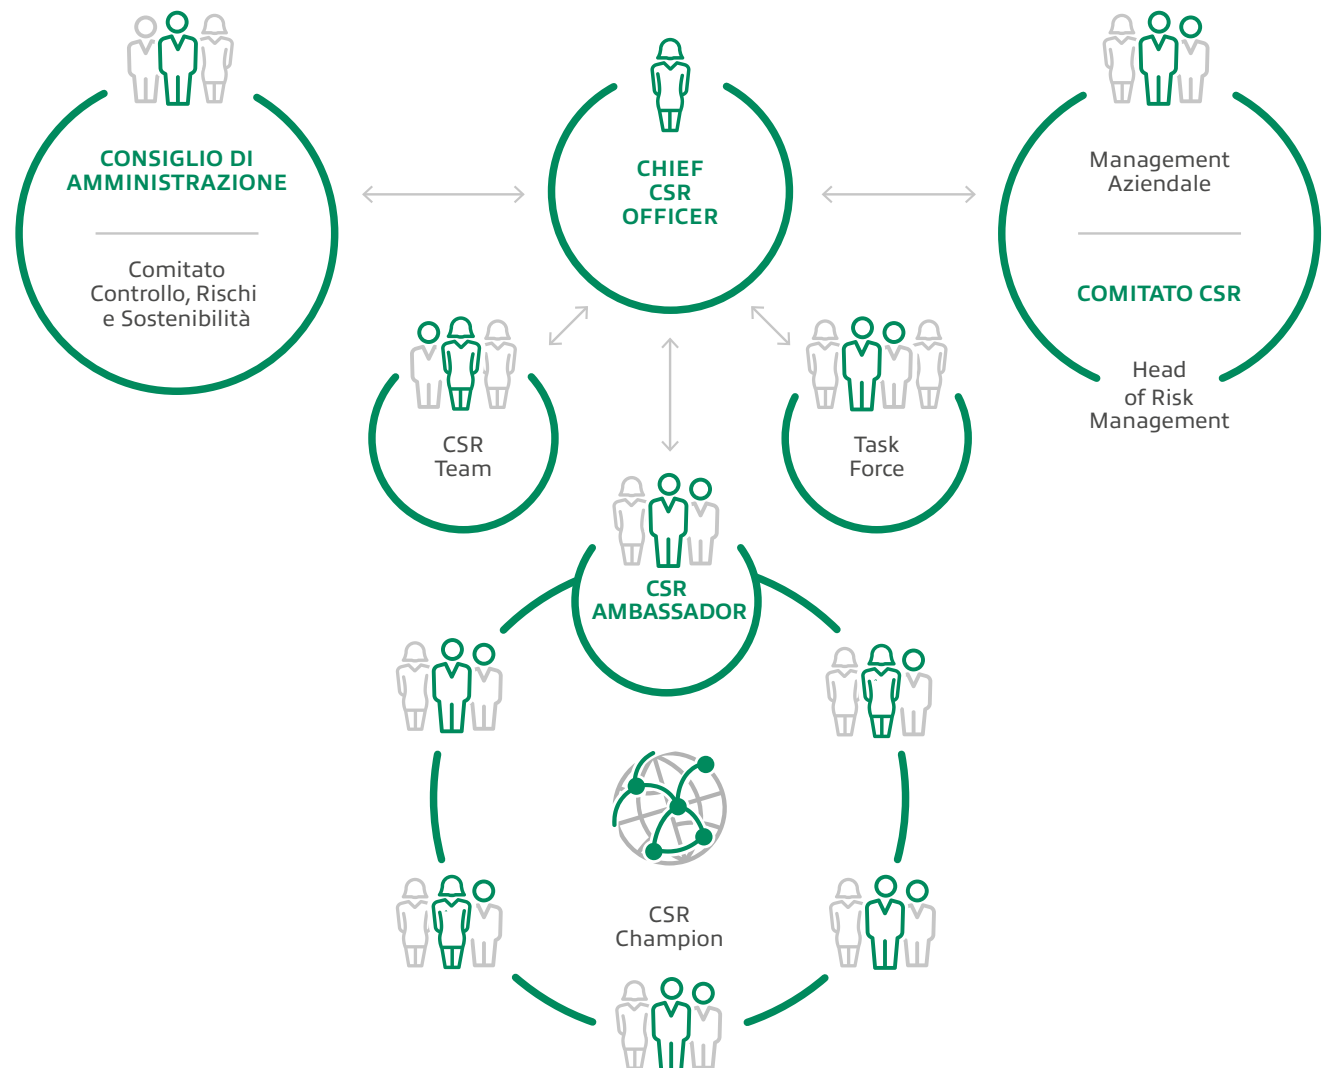 CONSIGLIO DI
AMMINISTRAZIONE
Comitato
Controllo, Rischi
e Sostenibilità
CHIEF
CSR
OFFICER
Management
Aziendale
COMITATO CSR
Head
of Risk
Management
CSR
Team
Task
Force
CSR
AMBASSADOR
CSR
Champion